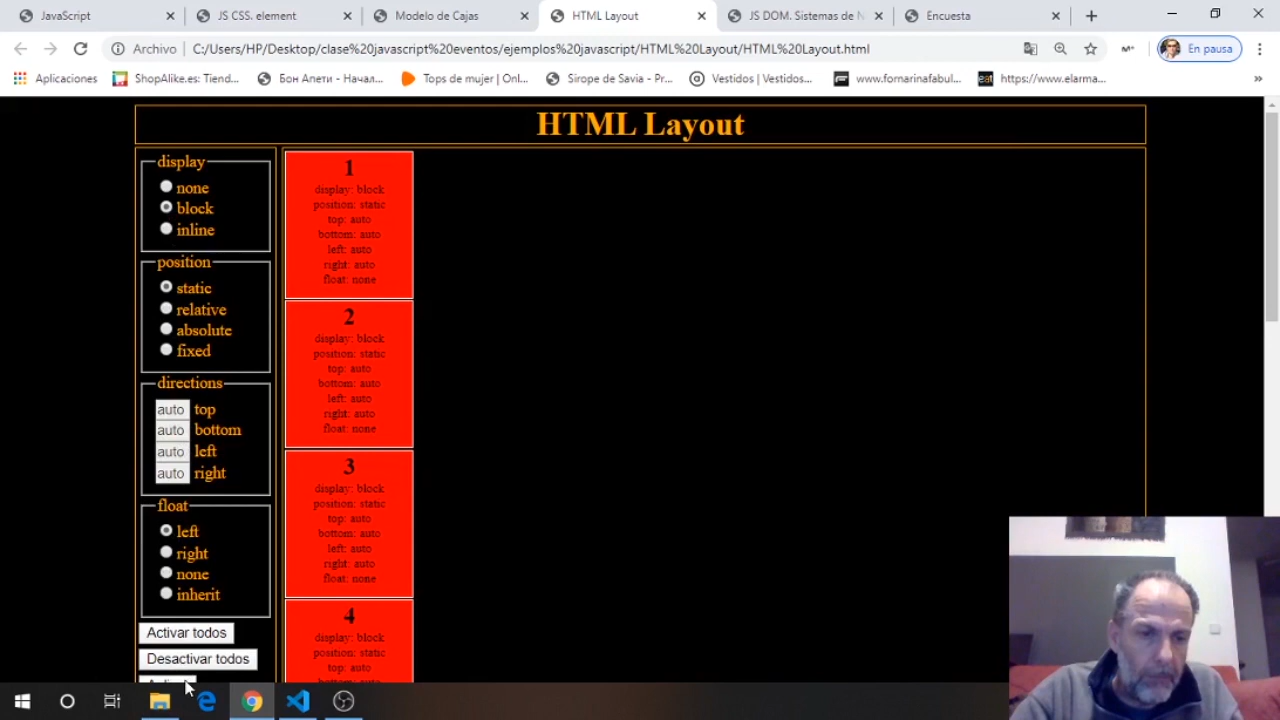 JavaScript
JS CSS. element
Modelo de Cajas
HTML Layout
JS DOM. Sistemas de
Encuesta
Archivo
C:/Users/HP/Desktop/clase%20javascript%20eventos/ejemplos%20javascript/HTML%20Layout/HTML%20Layout.html
En pausa
Aplicaciones
ShopAlike.es: Tiend...
Бон Апети - Начал...
Tops de mujer | Onl...
Sirope de Savia - Pr...
Vestidos | Vestidos...
www.fornarinafabul...
eat
https://www.elarma...
HTML Layout
display
none
block
inline
position
static
relative
absolute
fixed
directions
auto top
auto bottom
auto left
auto right
float
left
right
none
inherit
Activar todos
Desactivar todos
1
display: block
position: static
top: auto
bottom: auto
left: auto
right: auto
float: none
2
display: block
position: static
top: auto
bottom: auto
left: auto
right: auto
float: none
3
display: block
position: static
top: auto
bottom: auto
left: auto
right: auto
float: none
4
display: block
position: static
top: auto